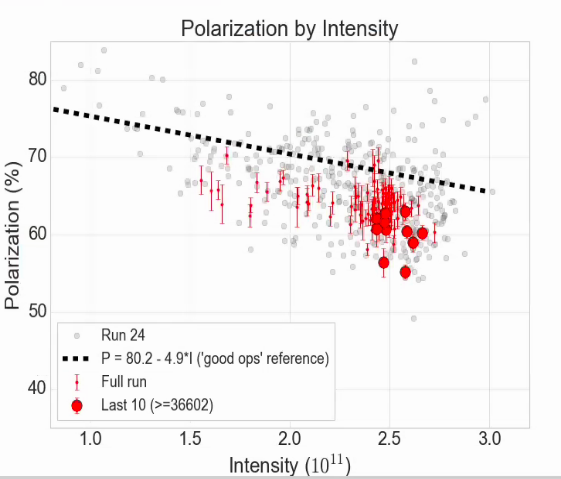 Polarization by Intensity
80
70
60
50
40
Polarization (%)
Run 24
P = 80.2 - 4.9*I ('good ops' reference)
Full run
Last 10 (>=36602)
1.0 1.5 2.0 2.5 3.0
Intensity (10¹¹)